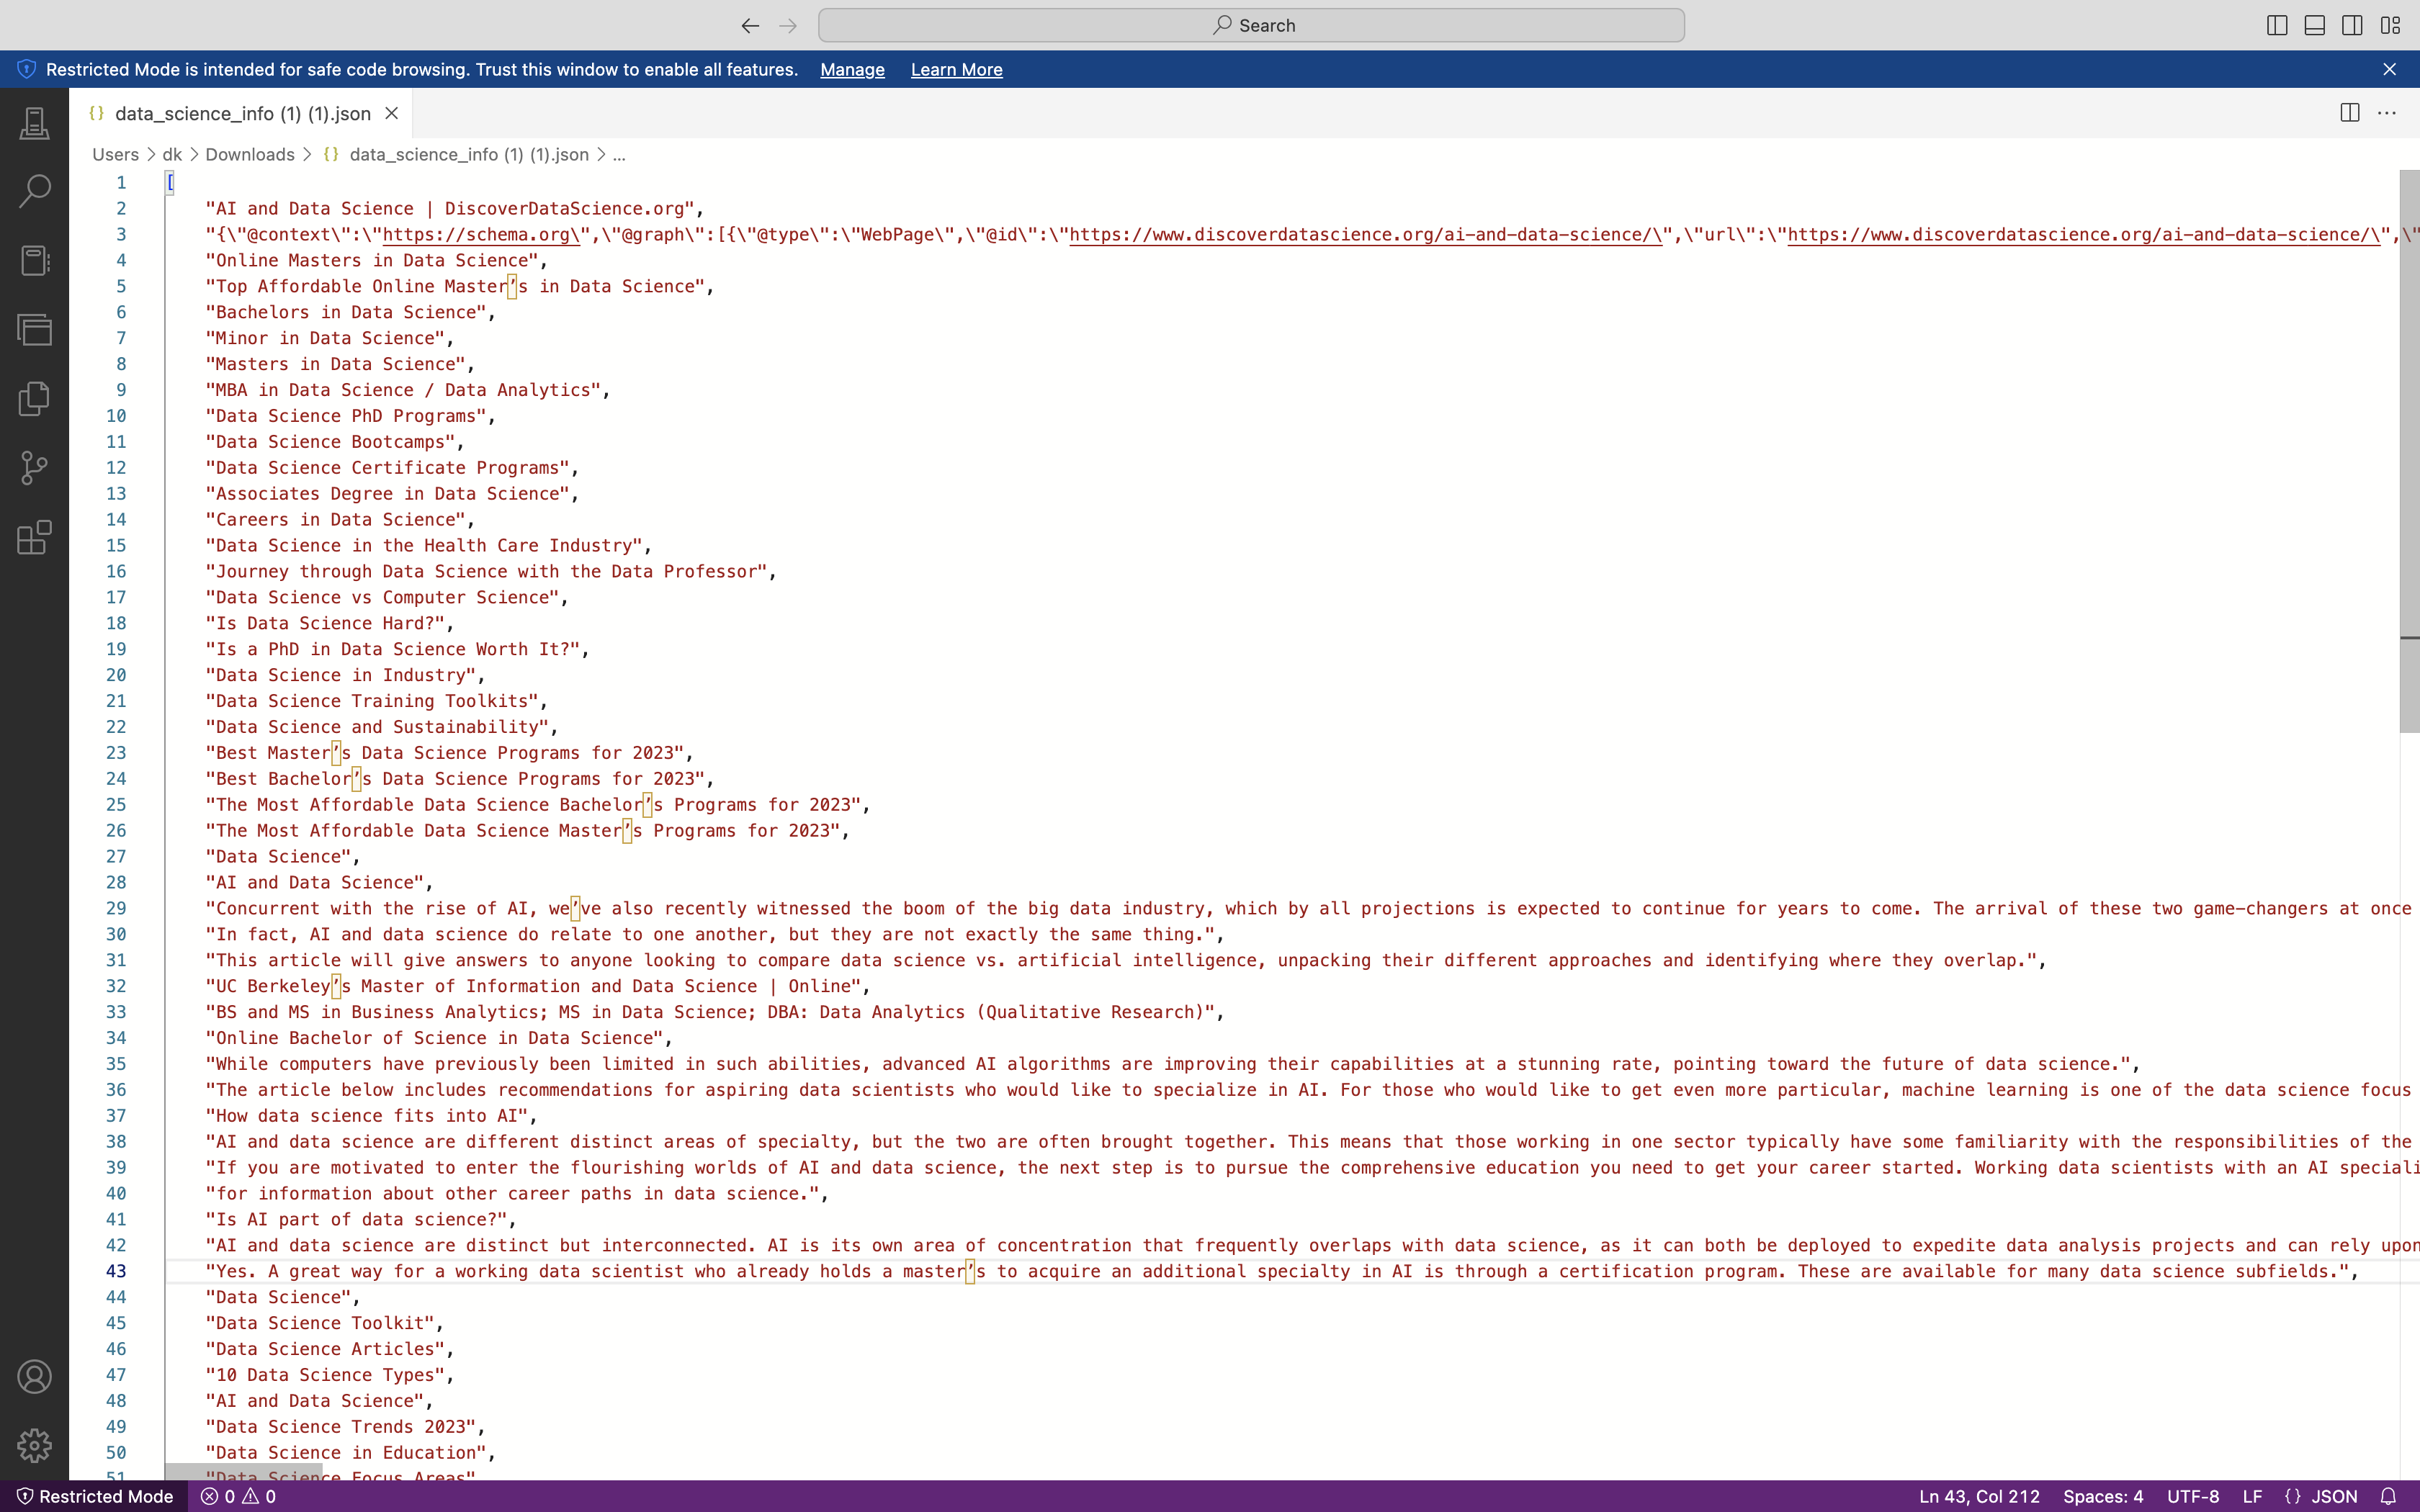 Search
Restricted Mode is intended for safe code browsing. Trust this window to enable all features. Manage Learn More
{} data_science_info (1) (1).json
Users > dk > Downloads > {} data_science_info (1) (1).json > ...
1 [
2 "AI and Data Science | DiscoverDataScience.org",
3 "{\"@context\":\"https://schema.org\",\"@graph\":[{\"@type\":\"WebPage\",\"@id\":\"https://www.discoverdatascience.org/ai-and-data-science/\",\"url\":\"https://www.discoverdatascience.org/ai-and-data-science/\",\"
4 "Online Masters in Data Science",
5 "Top Affordable Online Master’s in Data Science",
6 "Bachelors in Data Science",
7 "Minor in Data Science",
8 "Masters in Data Science",
9 "MBA in Data Science / Data Analytics",
10 "Data Science PhD Programs",
11 "Data Science Bootcamps",
12 "Data Science Certificate Programs",
13 "Associates Degree in Data Science",
14 "Careers in Data Science",
15 "Data Science in the Health Care Industry",
16 "Journey through Data Science with the Data Professor",
17 "Data Science vs Computer Science",
18 "Is Data Science Hard?",
19 "Is a PhD in Data Science Worth It?",
20 "Data Science in Industry",
21 "Data Science Training Toolkits",
22 "Data Science and Sustainability",
23 "Best Master’s Data Science Programs for 2023",
24 "Best Bachelor’s Data Science Programs for 2023",
25 "The Most Affordable Data Science Bachelor’s Programs for 2023",
26 "The Most Affordable Data Science Master’s Programs for 2023",
27 "Data Science",
28 "AI and Data Science",
29 "Concurrent with the rise of AI, we’ve also recently witnessed the boom of the big data industry, which by all projections is expected to continue for years to come. The arrival of these two game-changers at once
30 "In fact, AI and data science do relate to one another, but they are not exactly the same thing.",
31 "This article will give answers to anyone looking to compare data science vs. artificial intelligence, unpacking their different approaches and identifying where they overlap.",
32 "UC Berkeley’s Master of Information and Data Science | Online",
33 "BS and MS in Business Analytics; MS in Data Science; DBA: Data Analytics (Qualitative Research)",
34 "Online Bachelor of Science in Data Science",
35 "While computers have previously been limited in such abilities, advanced AI algorithms are improving their capabilities at a stunning rate, pointing toward the future of data science.",
36 "The article below includes recommendations for aspiring data scientists who would like to specialize in AI. For those who would like to get even more particular, machine learning is one of the data science focus
37 "How data science fits into AI",
38 "AI and data science are different distinct areas of specialty, but the two are often brought together. This means that those working in one sector typically have some familiarity with the responsibilities of the
39 "If you are motivated to enter the flourishing worlds of AI and data science, the next step is to pursue the comprehensive education you need to get your career started. Working data scientists with an AI speciali
40 "for information about other career paths in data science.",
41 "Is AI part of data science?",
42 "AI and data science are distinct but interconnected. AI is its own area of concentration that frequently overlaps with data science, as it can both be deployed to expedite data analysis projects and can rely upon
43 "Yes. A great way for a working data scientist who already holds a master’s to acquire an additional specialty in AI is through a certification program. These are available for many data science subfields.",
44 "Data Science",
45 "Data Science Toolkit",
46 "Data Science Articles",
47 "10 Data Science Types",
48 "AI and Data Science",
49 "Data Science Trends 2023",
50 "Data Science in Education",
51 "Data Science Focus Areas"
Restricted Mode 0 0 Ln 43, Col 212 Spaces: 4 UTF-8 LF {} JSON